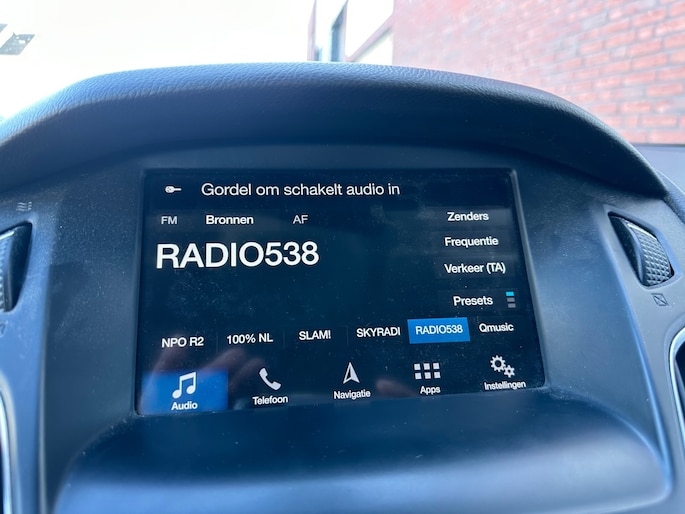 Gordel om schakelt audio in
FM Bronnen AF Zenders
RADIO538
Frequentie
Verkeer (TA)
Presets
NPO R2 100% NL SLAM! SKYRADI RADIO538 Qmusic
Audio Telefoon Navigatie Apps Instellingen